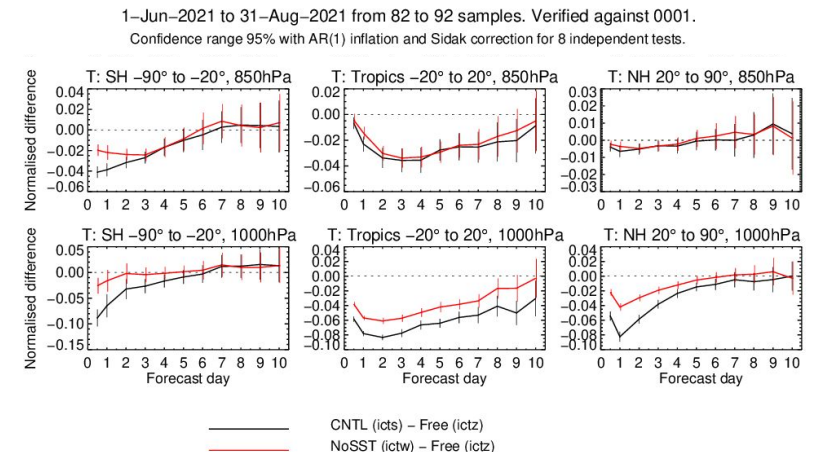 1−Jun−2021 to 31−Aug−2021 from 82 to 92 samples. Verified against 0001.
Confidence range 95% with AR(1) inflation and Sidak correction for 8 independent tests.
T: SH −90° to −20°, 850hPa
T: Tropics −20° to 20°, 850hPa
T: NH 20° to 90°, 850hPa
Normalised difference
0.04
0.02
0.00
−0.02
−0.04
−0.06
0 1 2 3 4 5 6 7 8 9 10
0.02
0.00
−0.02
−0.04
−0.06
0 1 2 3 4 5 6 7 8 9 10
0.03
0.02
0.01
0.00
−0.01
−0.02
−0.03
0 1 2 3 4 5 6 7 8 9 10
T: SH −90° to −20°, 1000hPa
T: Tropics −20° to 20°, 1000hPa
T: NH 20° to 90°, 1000hPa
Normalised difference
0.05
0.00
−0.05
−0.10
−0.15
0 1 2 3 4 5 6 7 8 9 10
Forecast day
0.04
0.02
0.00
−0.02
−0.04
−0.06
−0.08
−0.10
0 1 2 3 4 5 6 7 8 9 10
Forecast day
0.04
0.02
0.00
−0.02
−0.04
−0.06
−0.08
−0.10
0 1 2 3 4 5 6 7 8 9 10
Forecast day
CNTL (icts) − Free (ictz)
NoSST (ictw) − Free (ictz)